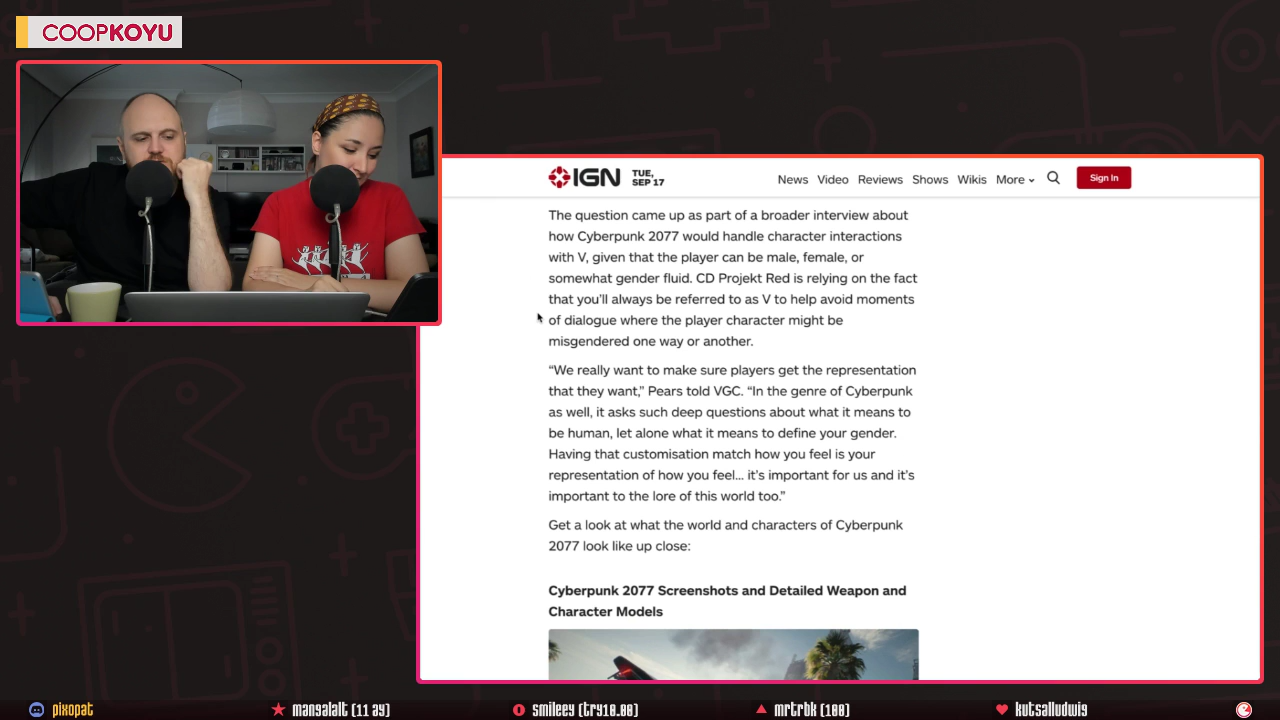 COOPKOYU
IGN
TUE,
SEP 17
News Video Reviews Shows Wikis More
Sign In
The question came up as part of a broader interview about
how Cyberpunk 2077 would handle character interactions
with V, given that the player can be male, female, or
somewhat gender fluid. CD Projekt Red is relying on the fact
that you'll always be referred to as V to help avoid moments
of dialogue where the player character might be
misgendered one way or another.
“We really want to make sure players get the representation
that they want,” Pears told VGC. “In the genre of Cyberpunk
as well, it asks such deep questions about what it means to
be human, let alone what it means to define your gender.
Having that customisation match how you feel is your
representation of how you feel... it's important for us and it's
important to the lore of this world too.”
Get a look at what the world and characters of Cyberpunk
2077 look like up close:
Cyberpunk 2077 Screenshots and Detailed Weapon and
Character Models
pixopat
mangalalt (11 ay)
smileey (try10.00)
mrtrbk (100)
kutsalludwig